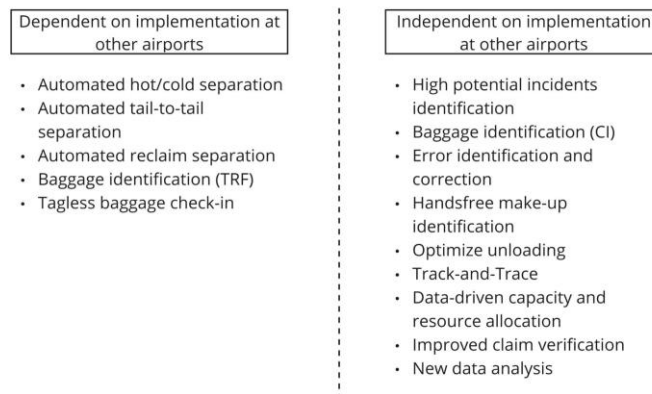 Dependent on implementation at
other airports
• Automated hot/cold separation
• Automated tail-to-tail
separation
• Automated reclaim separation
• Baggage identification (TRF)
• Tagless baggage check-in
Independent on implementation
at other airports
• High potential incidents
identification
• Baggage identification (CI)
• Error identification and
correction
• Handsfree make-up
identification
• Optimize unloading
• Track-and-Trace
• Data-driven capacity and
resource allocation
• Improved claim verification
• New data analysis